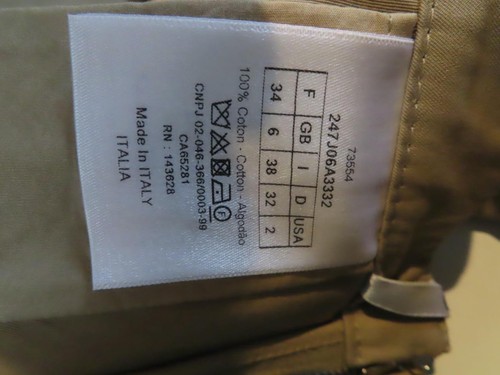 73554
247J06A3332
F GB I D USA
34 6 38 32 2
100% Coton - Cotton - Algodão
CNPJ 02-046-366/0003-99
CA65281
RN : 143628
Made In ITALY
ITALIA